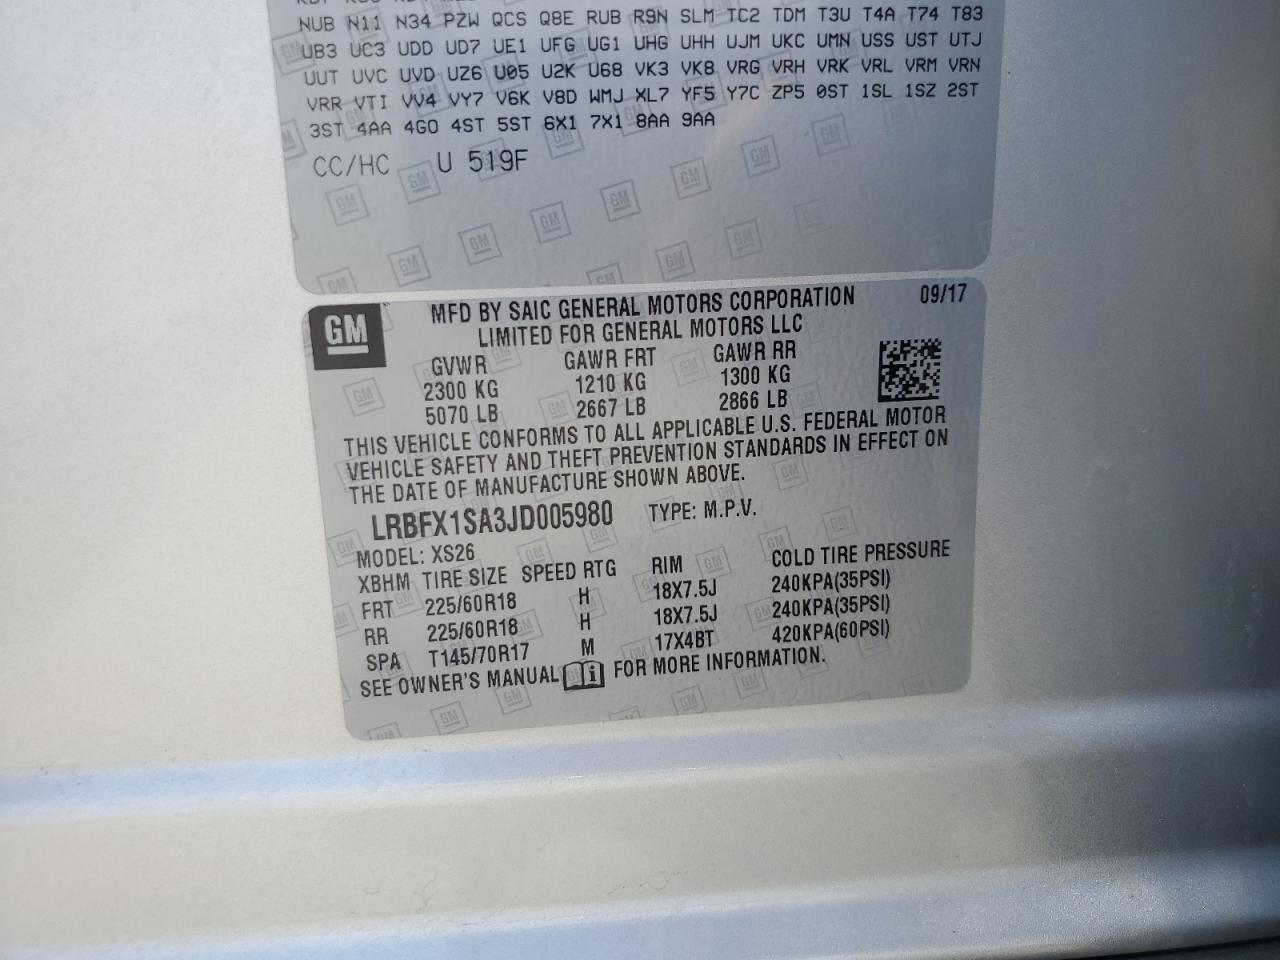 NUB N11 N34 PZW QCS Q8E RUB R9N SLM TC2 TDM T3U T4A T74 T83
UB3 UC3 UDD UD7 UE1 UFG UG1 UHG UHH UJM UKC UMN USS UST UTJ
UUT UVC UVD UZ6 U05 U2K U68 VK3 VK8 VRG VRH VRK VRL VRM VRN
VRR VTI VV4 VY7 V6K V8D WMJ XL7 YF5 Y7C ZP5 0ST 1SL 1SZ 2ST
3ST 4AA 4G0 4ST 5ST 6X1 7X1 8AA 9AA
CC/HC U 519F
GM
MFD BY SAIC GENERAL MOTORS CORPORATION 09/17
LIMITED FOR GENERAL MOTORS LLC
GVWR GAWR FRT GAWR RR
2300 KG 1210 KG 1300 KG
5070 LB 2667 LB 2866 LB
THIS VEHICLE CONFORMS TO ALL APPLICABLE U.S. FEDERAL MOTOR
VEHICLE SAFETY AND THEFT PREVENTION STANDARDS IN EFFECT ON
THE DATE OF MANUFACTURE SHOWN ABOVE.
LRBFX1SA3JD005980 TYPE: M.P.V.
MODEL: XS26
XBHM TIRE SIZE SPEED RTG RIM COLD TIRE PRESSURE
FRT 225/60R18 H 18X7.5J 240KPA(35PSI)
RR 225/60R18 H 18X7.5J 240KPA(35PSI)
SPA T145/70R17 M 17X4BT 420KPA(60PSI)
SEE OWNER'S MANUAL i FOR MORE INFORMATION.